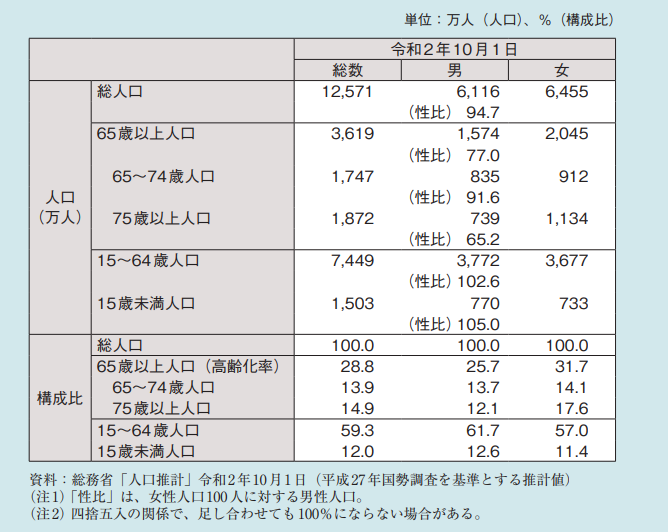 単位：万人（人口）、％（構成比）
令和2年10月1日
総数 男 女
人口（万人）
総人口 12,571 6,116 6,455
（性比） 94.7
65歳以上人口 3,619 1,574 2,045
（性比） 77.0
65～74歳人口 1,747 835 912
（性比） 91.6
75歳以上人口 1,872 739 1,134
（性比） 65.2
15～64歳人口 7,449 3,772 3,677
（性比） 102.6
15歳未満人口 1,503 770 733
（性比） 105.0
構成比
総人口 100.0 100.0 100.0
65歳以上人口（高齢化率） 28.8 25.7 31.7
65～74歳人口 13.9 13.7 14.1
75歳以上人口 14.9 12.1 17.6
15～64歳人口 59.3 61.7 57.0
15歳未満人口 12.0 12.6 11.4
資料：総務省「人口推計」令和2年10月1日（平成27年国勢調査を基準とする推計値）
（注1）「性比」は、女性人口100人に対する男性人口。
（注2）四捨五入の関係で、足し合わせても100％にならない場合がある。